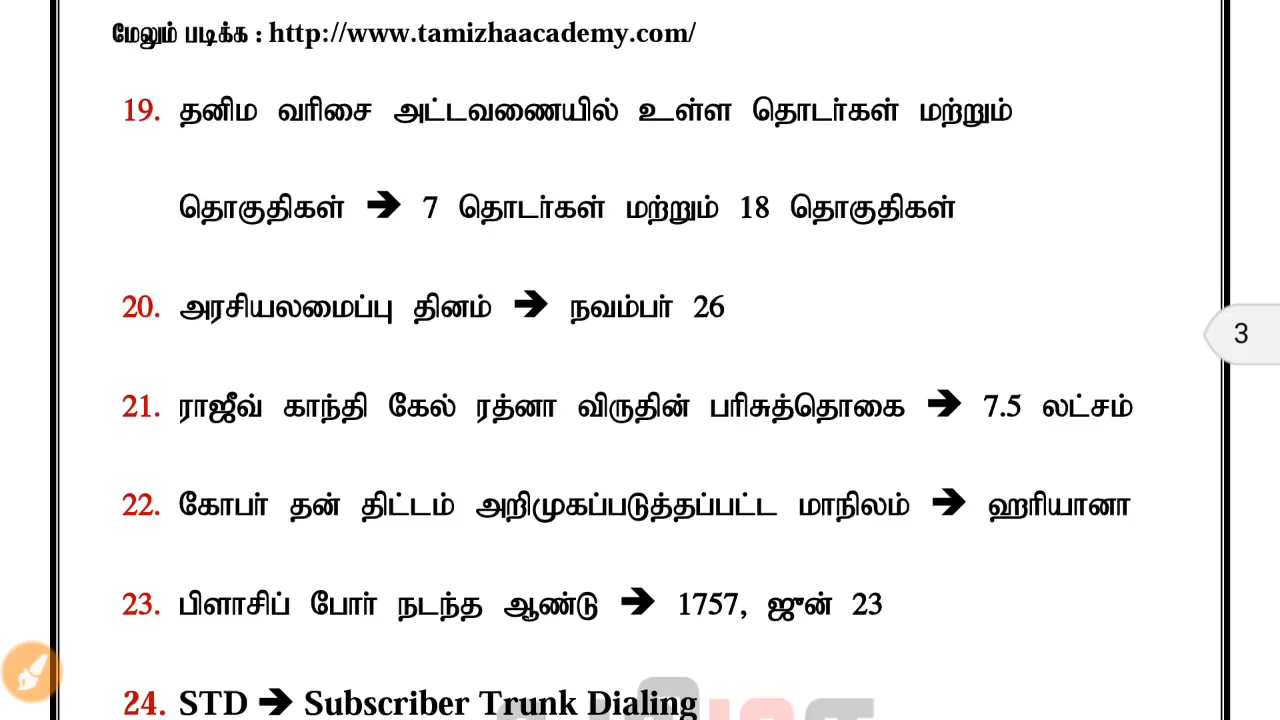 மேலும் படிக்க : http://www.tamizhaacademy.com/
19. தனிம வரிசை அட்டவணையில் உள்ள தொடர்கள் மற்றும்
தொகுதிகள் ➔ 7 தொடர்கள் மற்றும் 18 தொகுதிகள்
20. அரசியலமைப்பு தினம் ➔ நவம்பர் 26
3
21. ராஜீவ் காந்தி கேல் ரத்னா விருதின் பரிசுத்தொகை ➔ 7.5 லட்சம்
22. கோபர் தன் திட்டம் அறிமுகப்படுத்தப்பட்ட மாநிலம் ➔ ஹரியானா
23. பிளாசிப் போர் நடந்த ஆண்டு ➔ 1757, ஜுன் 23
24. STD ➔ Subscriber Trunk Dialing